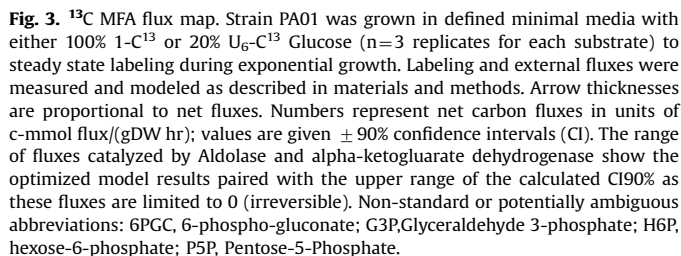 Fig. 3. ¹³C MFA flux map. Strain PA01 was grown in defined minimal media with
either 100% 1-C¹³ or 20% U₆-C¹³ Glucose (n=3 replicates for each substrate) to
steady state labeling during exponential growth. Labeling and external fluxes were
measured and modeled as described in materials and methods. Arrow thicknesses
are proportional to net fluxes. Numbers represent net carbon fluxes in units of
c-mmol flux/(gDW hr); values are given ±90% confidence intervals (CI). The range
of fluxes catalyzed by Aldolase and alpha-ketogluarate dehydrogenase show the
optimized model results paired with the upper range of the calculated CI90% as
these fluxes are limited to 0 (irreversible). Non-standard or potentially ambiguous
abbreviations: 6PGC, 6-phospho-gluconate; G3P,Glyceraldehyde 3-phosphate; H6P,
hexose-6-phosphate; P5P, Pentose-5-Phosphate.